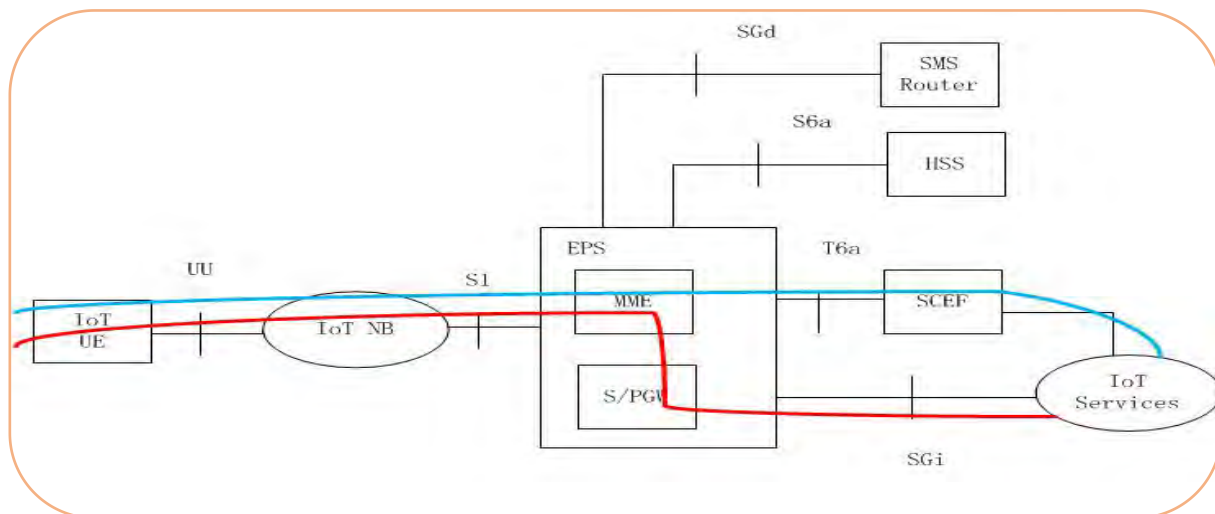 SGd
SMS
Router
S6a
HSS
EPS
T6a
UU
S1
MME
SCEF
IoT
UE
IoT NB
S/PGW
IoT
Services
SGi